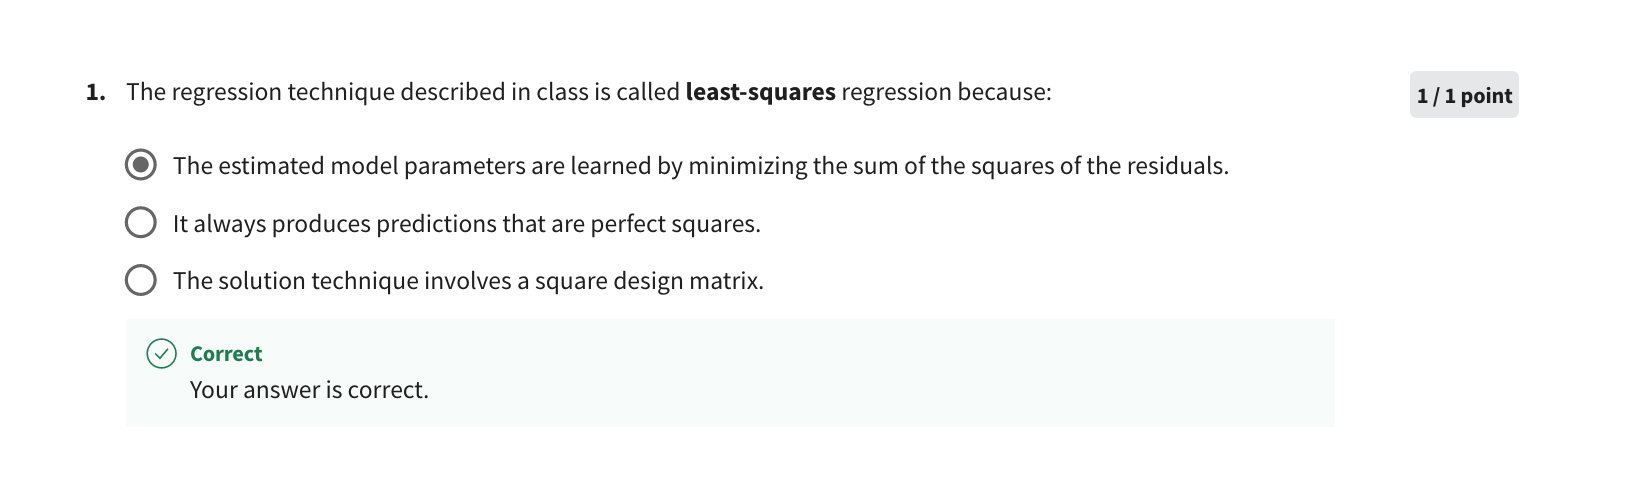 1. The regression technique described in class is called least-squares regression because:
1 / 1 point
The estimated model parameters are learned by minimizing the sum of the squares of the residuals.
It always produces predictions that are perfect squares.
The solution technique involves a square design matrix.
Correct
Your answer is correct.